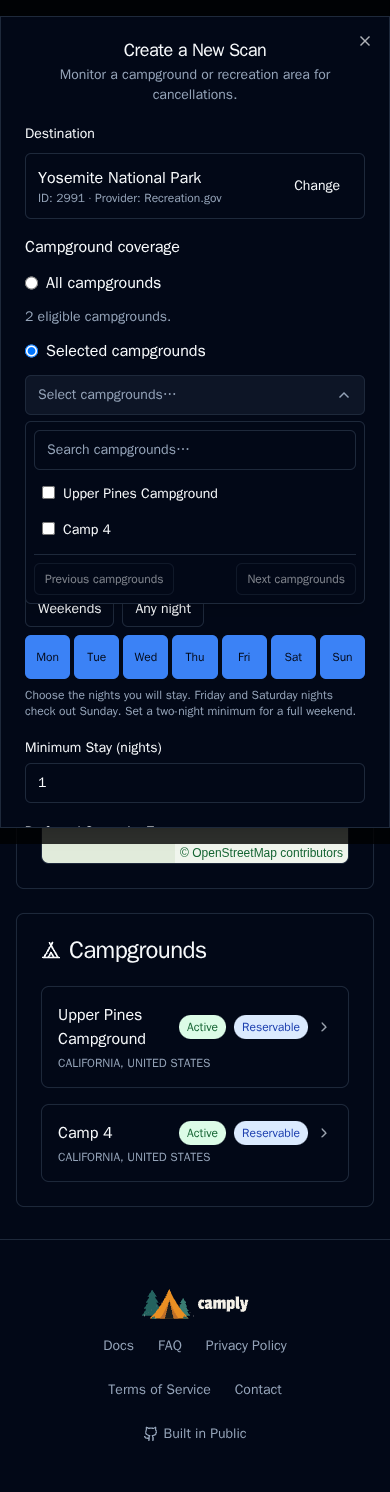 Create a New Scan
Monitor a campground or recreation area for
cancellations.
Destination
Yosemite National Park
ID: 2991 · Provider: Recreation.gov
Change
Campground coverage
All campgrounds
2 eligible campgrounds.
Selected campgrounds
Select campgrounds···
Search campgrounds···
Upper Pines Campground
Camp 4
Previous campgrounds
Next campgrounds
Weekends
Any night
Mon
Tue
Wed
Thu
Fri
Sat
Sun
Choose the nights you will stay. Friday and Saturday nights
check out Sunday. Set a two-night minimum for a full weekend.
Minimum Stay (nights)
1
© OpenStreetMap contributors
Campgrounds
Upper Pines
Campground
Active
Reservable
CALIFORNIA, UNITED STATES
Camp 4
Active
Reservable
CALIFORNIA, UNITED STATES
camply
Docs
FAQ
Privacy Policy
Terms of Service
Contact
Built in Public